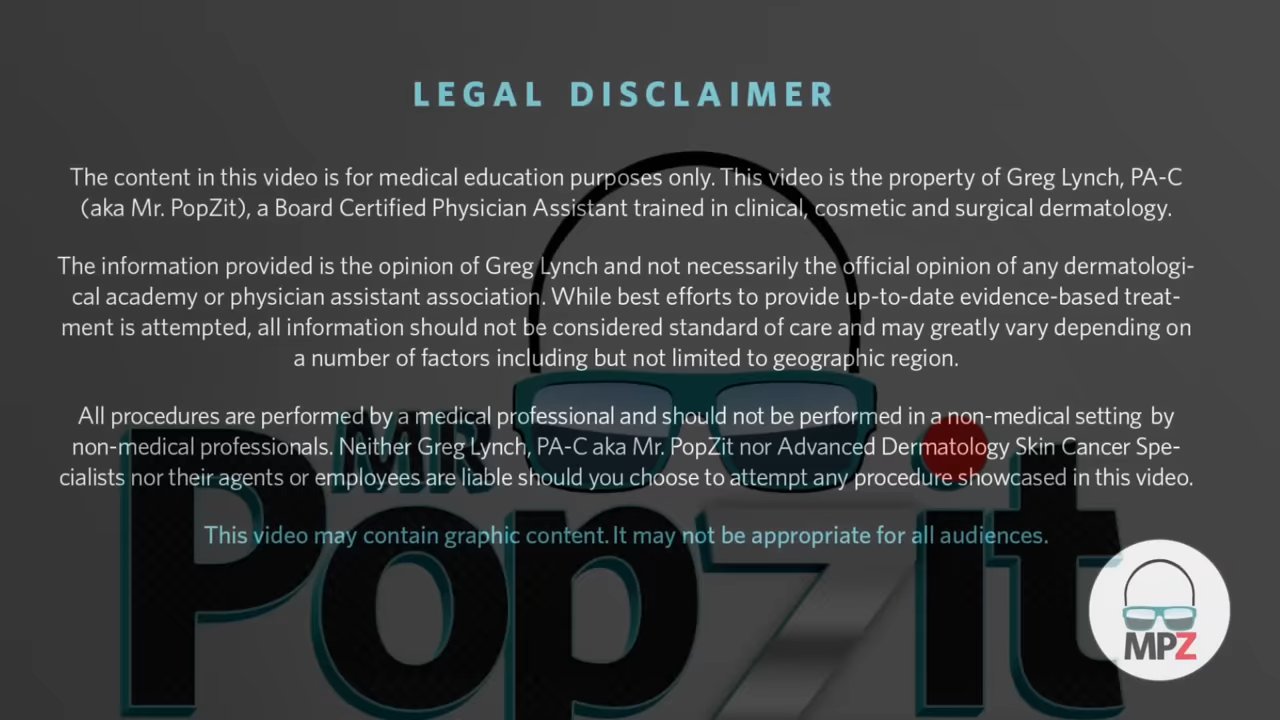 LEGAL DISCLAIMER
The content in this video is for medical education purposes only. This video is the property of Greg Lynch, PA-C
(aka Mr. PopZit), a Board Certified Physician Assistant trained in clinical, cosmetic and surgical dermatology.
The information provided is the opinion of Greg Lynch and not necessarily the official opinion of any dermatologi-
cal academy or physician assistant association. While best efforts to provide up-to-date evidence-based treat-
ment is attempted, all information should not be considered standard of care and may greatly vary depending on
a number of factors including but not limited to geographic region.
All procedures are performed by a medical professional and should not be performed in a non-medical setting by
non-medical professionals. Neither Greg Lynch, PA-C aka Mr. PopZit nor Advanced Dermatology Skin Cancer Spe-
cialists nor their agents or employees are liable should you choose to attempt any procedure showcased in this video.
This video may contain graphic content. It may not be appropriate for all audiences.
MR
PopZit
MPZ